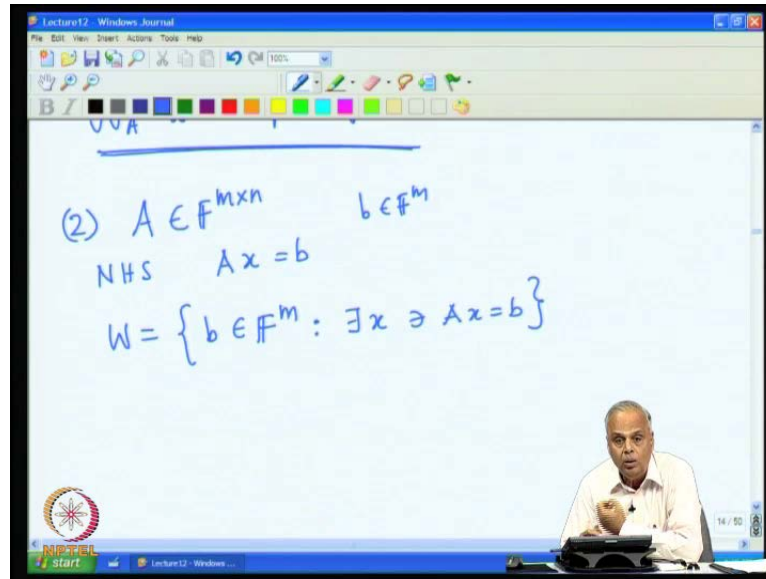 Lecture12 - Windows Journal
File Edit View Insert Actions Tools Help
100%
B I
(2) A ∈ F^{m×n} b ∈ F^m
NHS Ax = b
W = { b ∈ F^m : ∃x ∋ Ax = b }
14 / 50
NPTEL
start Lecture12 - Windows ...